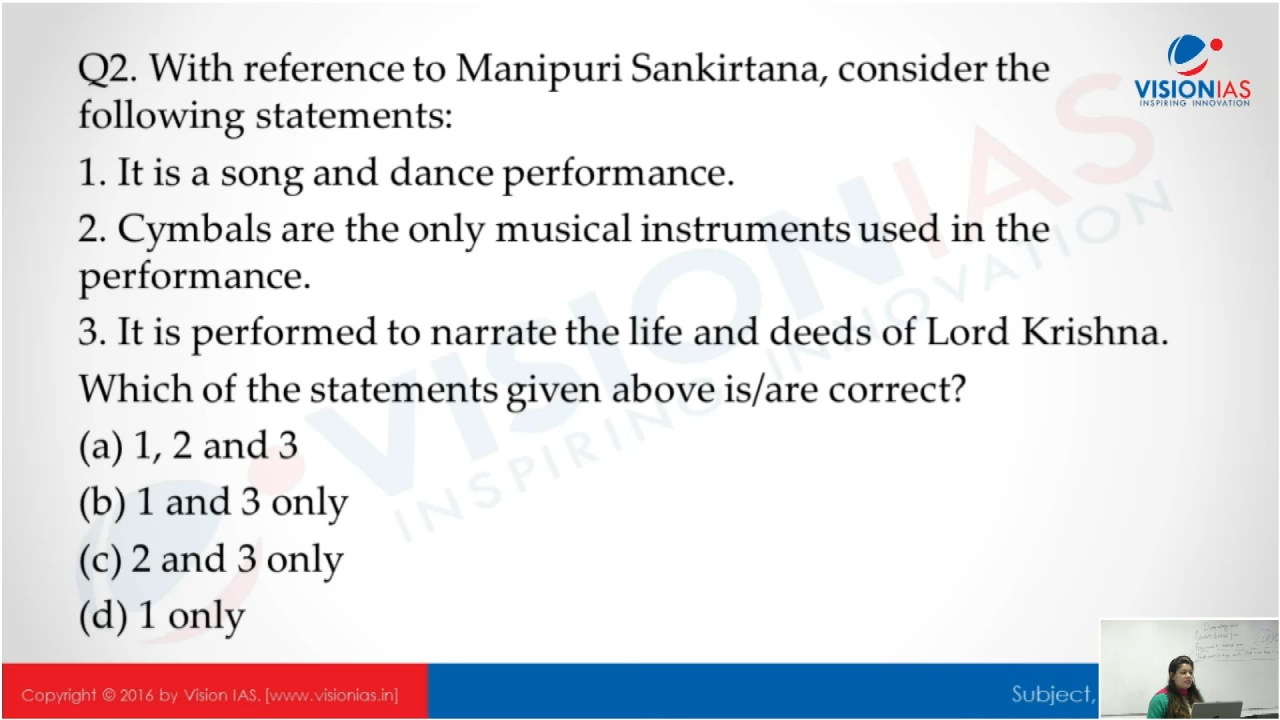 Q2. With reference to Manipuri Sankirtana, consider the
following statements:
1. It is a song and dance performance.
2. Cymbals are the only musical instruments used in the
performance.
3. It is performed to narrate the life and deeds of Lord Krishna.
Which of the statements given above is/are correct?
(a) 1, 2 and 3
(b) 1 and 3 only
(c) 2 and 3 only
(d) 1 only
VISIONIAS
INSPIRING INNOVATION
VISIONIAS
INSPIRING INNOVATION
Copyright © 2016 by Vision IAS. [www.visionias.in]
Subject,